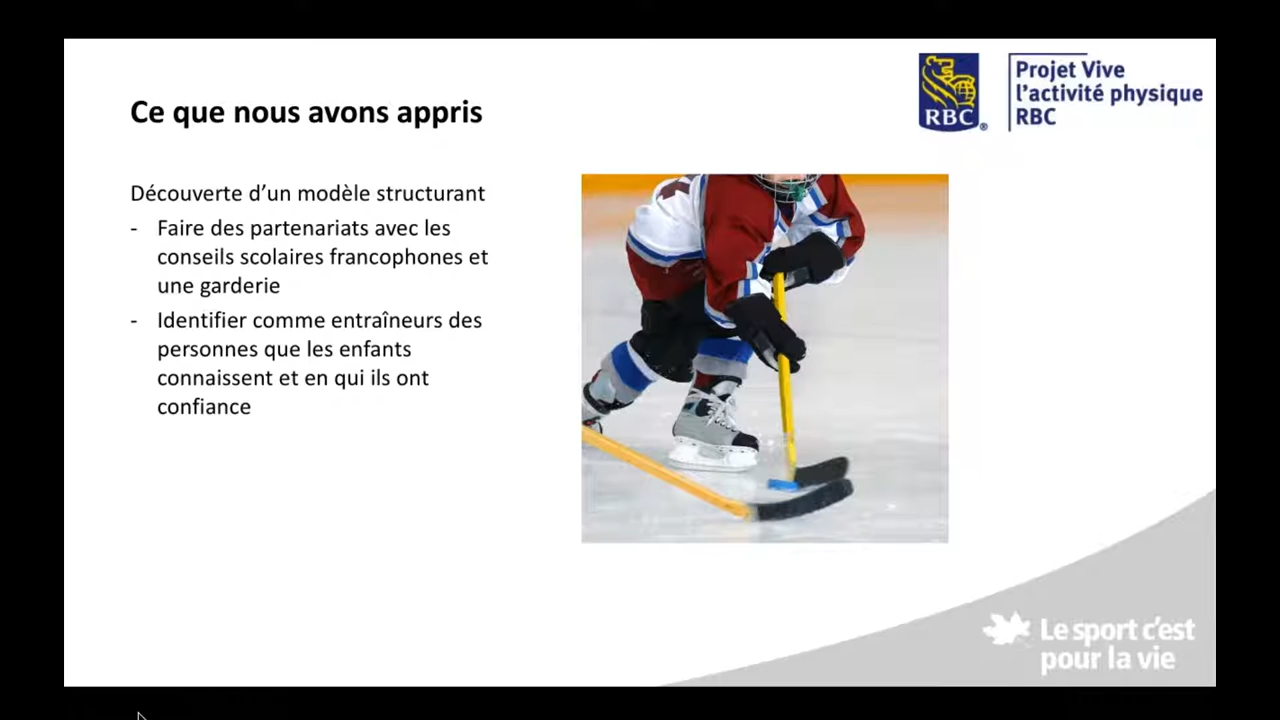 Ce que nous avons appris
RBC
Projet Vive
l'activité physique
RBC
Découverte d'un modèle structurant
- Faire des partenariats avec les
conseils scolaires francophones et
une garderie
- Identifier comme entraîneurs des
personnes que les enfants
connaissent et en qui ils ont
confiance
Le sport c'est
pour la vie